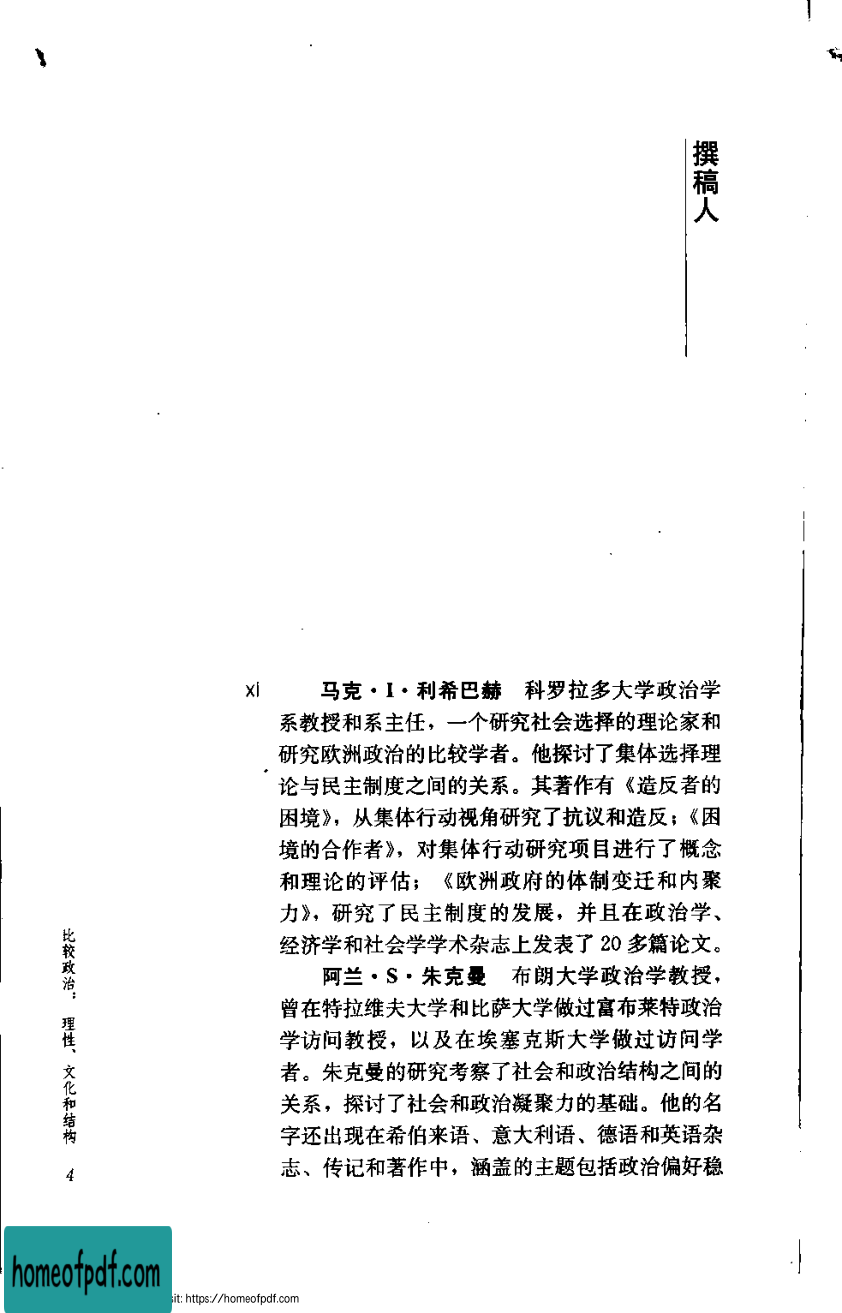 撰稿人
xi
马克·I·利希巴赫 科罗拉多大学政治学
系教授和系主任，一个研究社会选择的理论家和
研究欧洲政治的比较学者。他探讨了集体选择理
论与民主制度之间的关系。其著作有《造反者的
困境》，从集体行动视角研究了抗议和造反；《困
境的合作者》，对集体行动研究项目进行了概念
和理论的评估；《欧洲政府的体制变迁和内聚
力》，研究了民主制度的发展，并且在政治学、
经济学和社会学学术杂志上发表了20多篇论文。
阿兰·S·朱克曼 布朗大学政治学教授，
曾在特拉维夫大学和比萨大学做过富布莱特政治
学访问教授，以及在埃塞克斯大学做过访问学
者。朱克曼的研究考察了社会和政治结构之间的
关系，探讨了社会和政治凝聚力的基础。他的名
字还出现在希伯来语、意大利语、德语和英语杂
志、传记和著作中，涵盖的主题包括政治偏好稳
比较政治：理性、文化和结构
4
homeofpdf.com
sit: https://homeofpdf.com